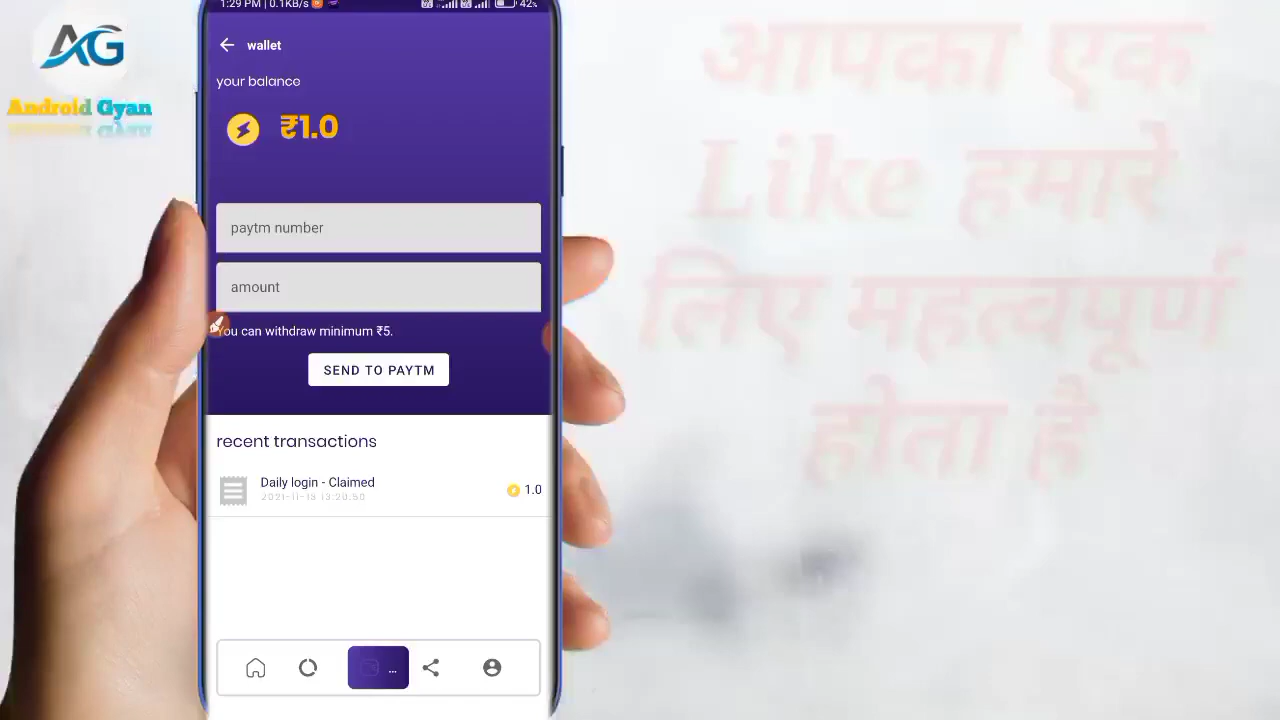 1:29 PM | 0.1KB/s
42%
AG
Android Gyan
wallet
your balance
₹1.0
paytm number
amount
You can withdraw minimum ₹5.
SEND TO PAYTM
recent transactions
Daily login - Claimed
1.0
...
आपका एक
Like हमारे
लिए महत्वपूर्ण
होता है